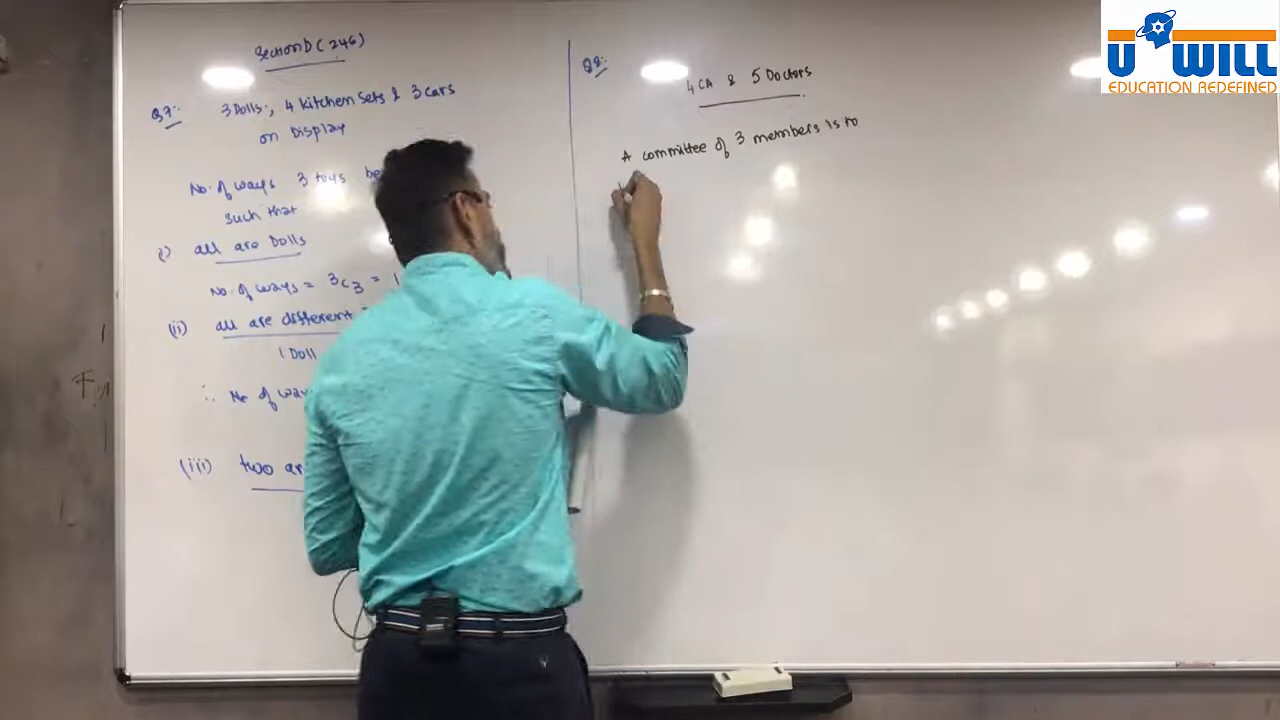 Section D (246)
Q7:- 3 Dolls, 4 Kitchen Sets & 3 Cars
on Display
No. of ways 3 toys be
such that
(i) all are Dolls
No. of ways = ³C₃ = 1
(ii) all are different
1 Doll
∴ No of way
(iii) two ar
Q8:-
4 CA & 5 Doctors
A committee of 3 members is to
U WILL
EDUCATION REDEFINED